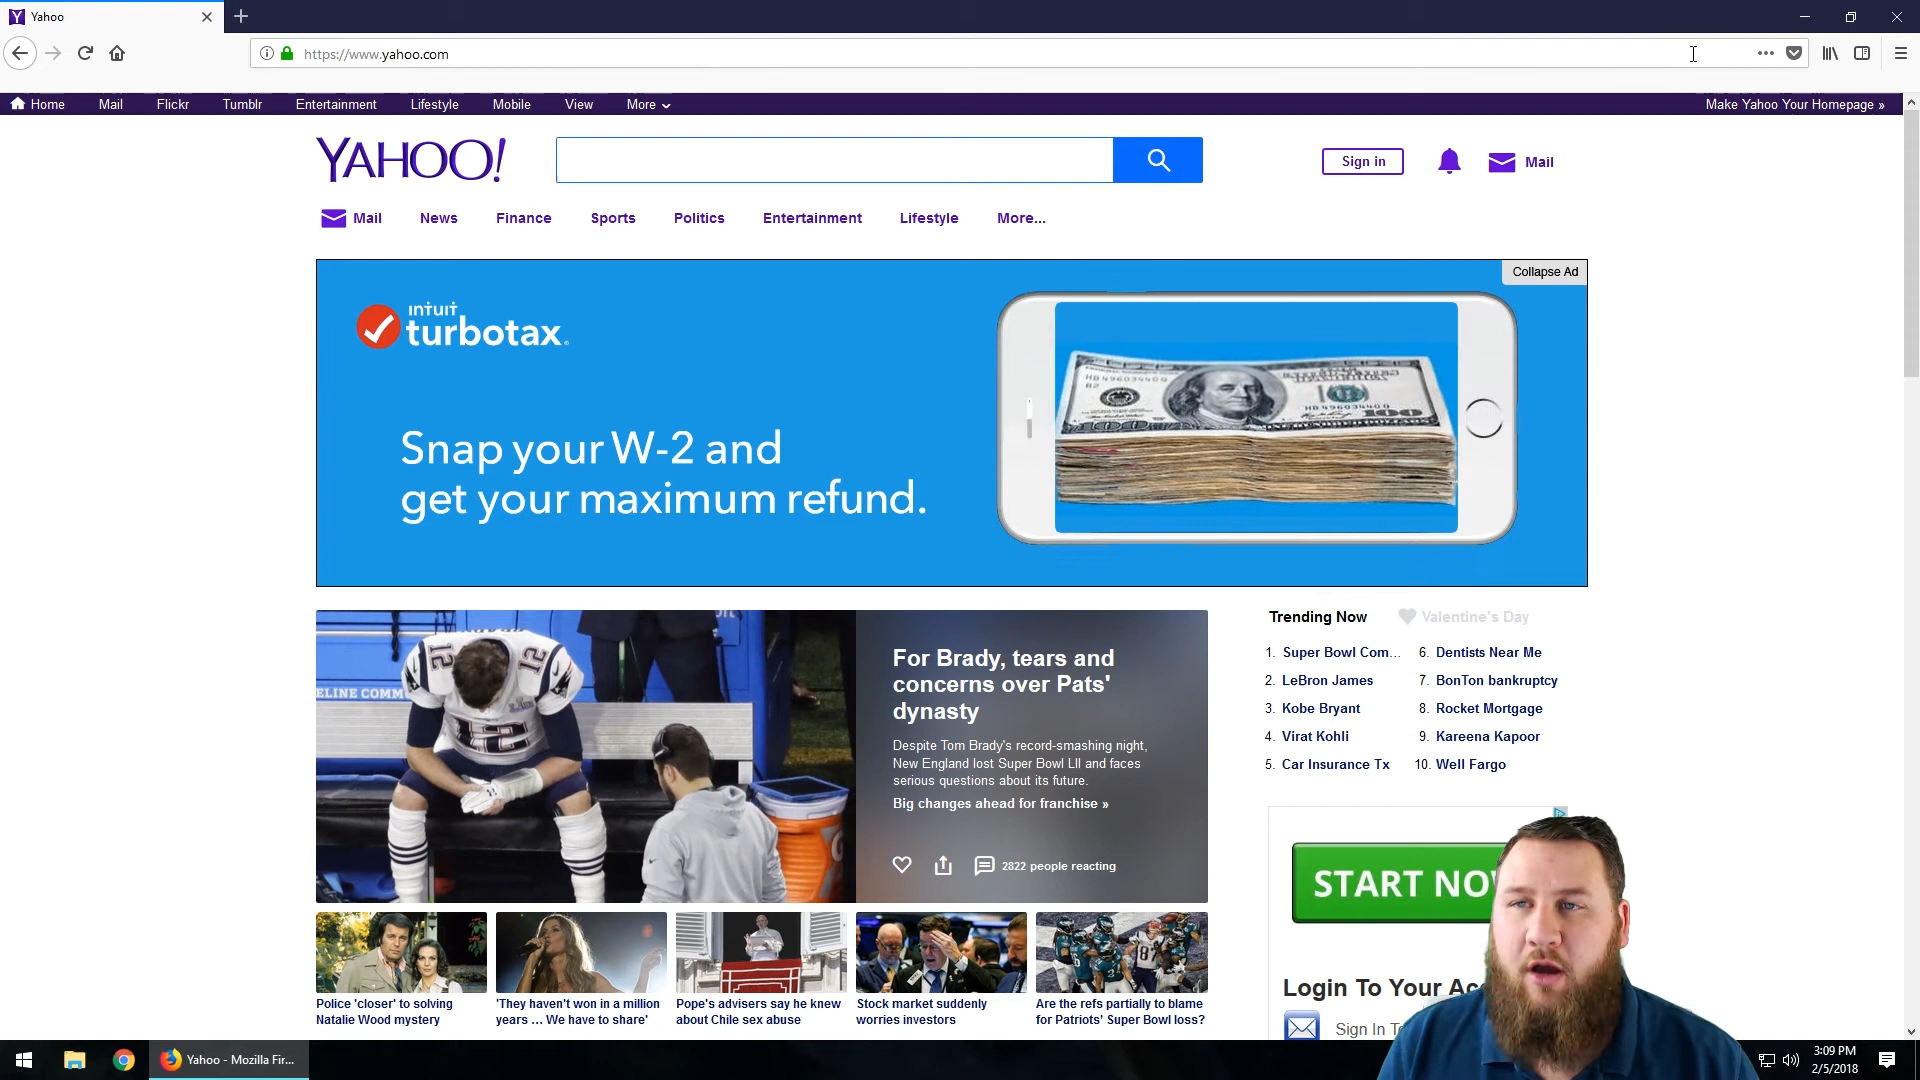 Yahoo
https://www.yahoo.com
Home Mail Flickr Tumblr Entertainment Lifestyle Mobile View More Make Yahoo Your Homepage »
YAHOO!
Sign in Mail
Mail News Finance Sports Politics Entertainment Lifestyle More...
Collapse Ad
intuit
turbotax.
Snap your W-2 and
get your maximum refund.
HB49603440
100
For Brady, tears and
concerns over Pats'
dynasty
Despite Tom Brady's record-smashing night,
New England lost Super Bowl LII and faces
serious questions about its future.
Big changes ahead for franchise »
2822 people reacting
ELINE COMM
12 12
12
Trending Now Valentine's Day
1. Super Bowl Com...
2. LeBron James
3. Kobe Bryant
4. Virat Kohli
5. Car Insurance Tx
6. Dentists Near Me
7. BonTon bankruptcy
8. Rocket Mortgage
9. Kareena Kapoor
10. Well Fargo
START NO
Login To Your Ac
Sign In T
Police 'closer' to solving
Natalie Wood mystery
'They haven't won in a million
years … We have to share'
Pope's advisers say he knew
about Chile sex abuse
Stock market suddenly
worries investors
87
Are the refs partially to blame
for Patriots' Super Bowl loss?
Yahoo - Mozilla Fir...
3:09 PM
2/5/2018